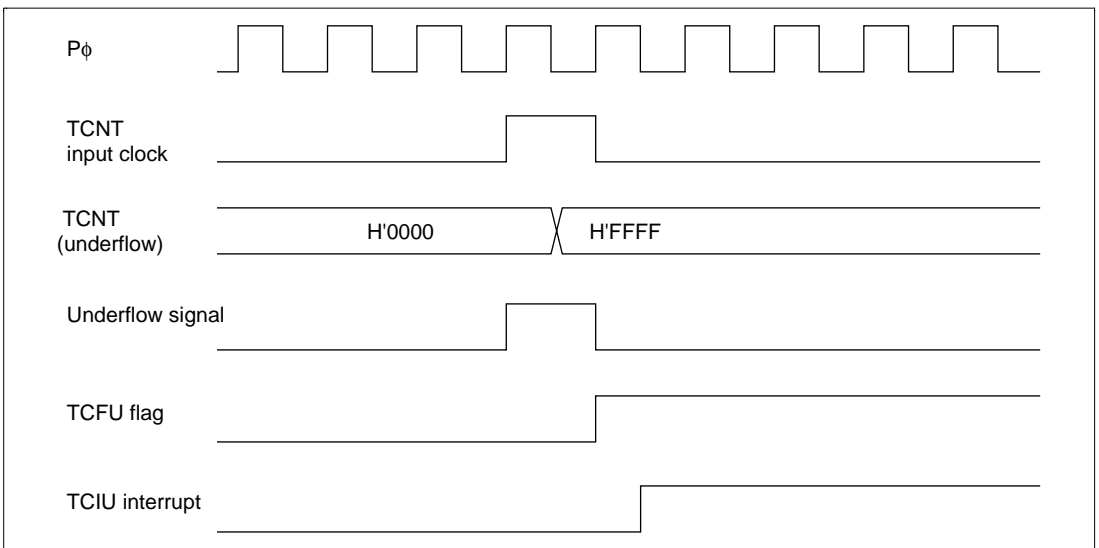 Pϕ
TCNT
input clock
TCNT
(underflow)
H'0000
H'FFFF
Underflow signal
TCFU flag
TCIU interrupt